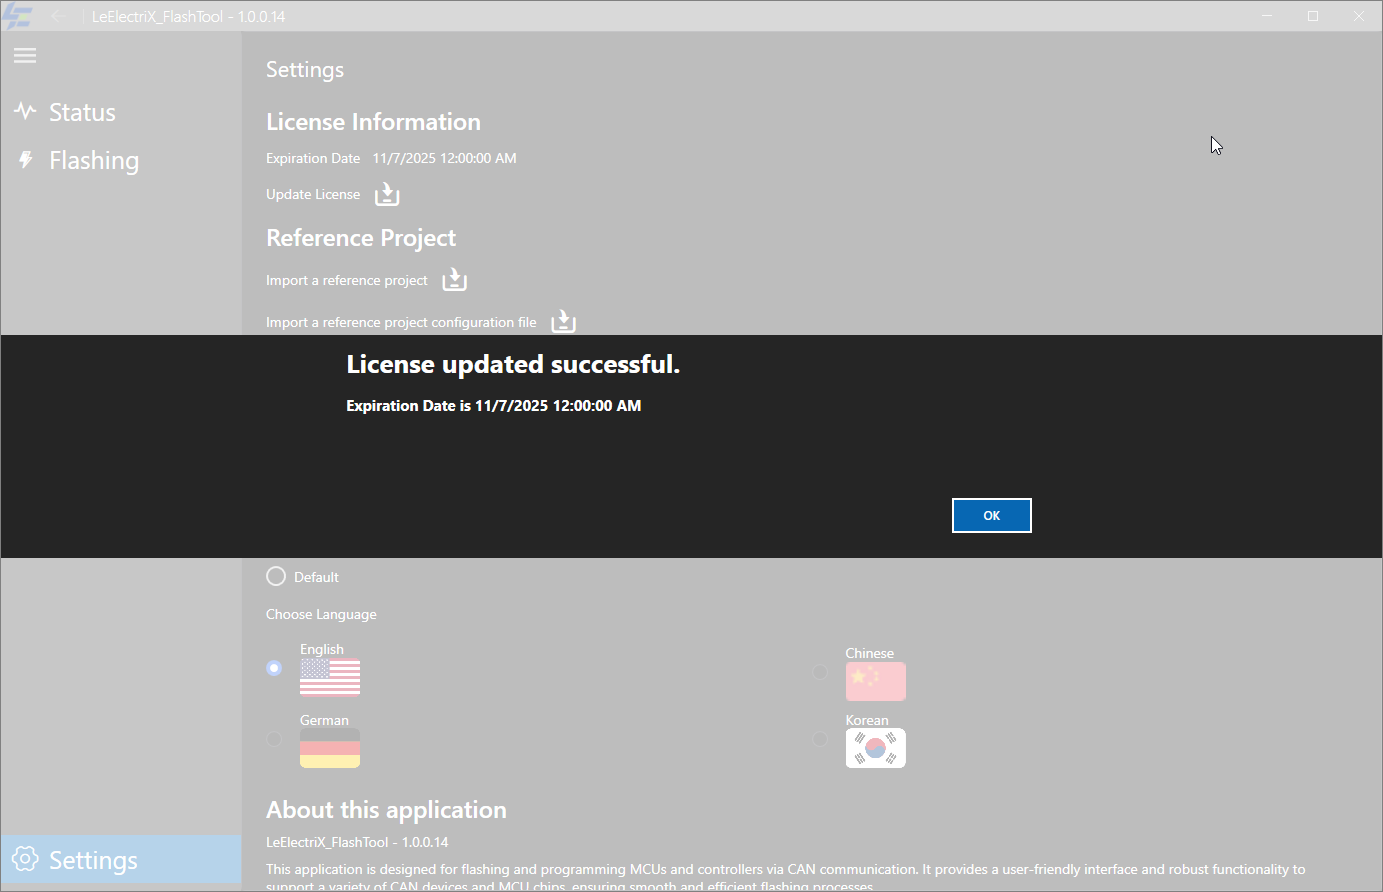 LeElectriX_FlashTool - 1.0.0.14
Status
Flashing
Settings
License Information
Expiration Date 11/7/2025 12:00:00 AM
Update License
Reference Project
Import a reference project
Import a reference project configuration file
License updated successful.
Expiration Date is 11/7/2025 12:00:00 AM
OK
Default
Choose Language
English
Chinese
German
Korean
About this application
LeElectriX_FlashTool - 1.0.0.14
This application is designed for flashing and programming MCUs and controllers via CAN communication. It provides a user-friendly interface and robust functionality to
support a variety of CAN devices and MCU chips, ensuring smooth and efficient flashing processes.
Settings